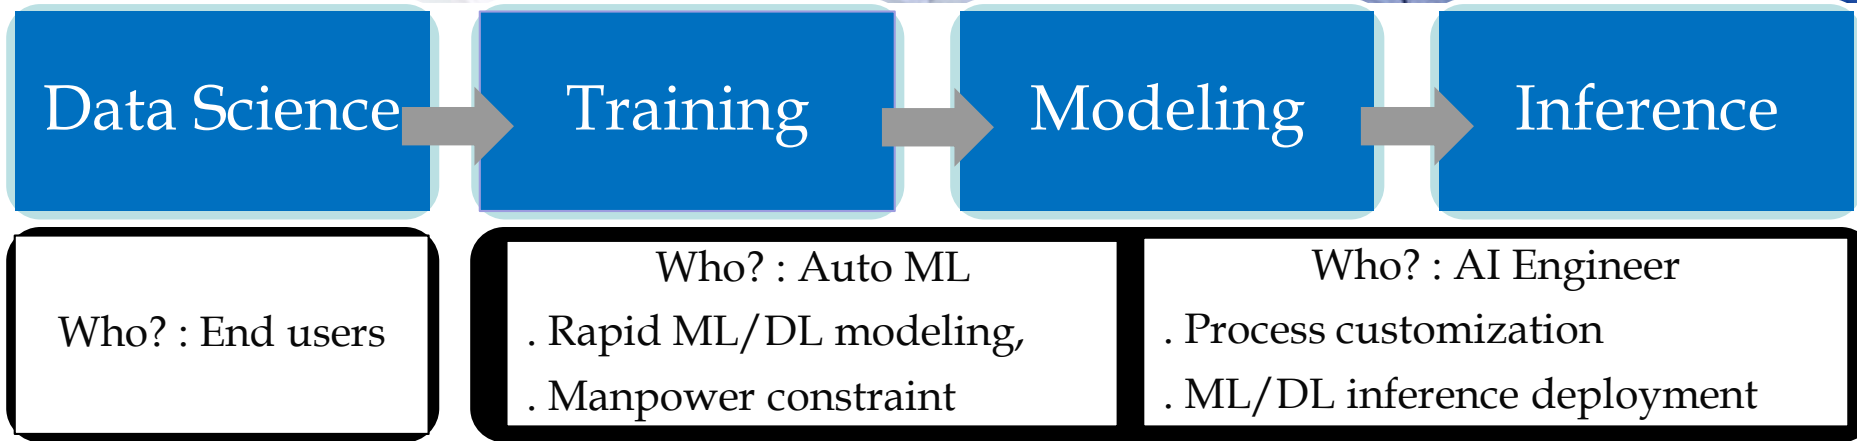 Data Science
Training
Modeling
Inference
Who? : End users
Who? : Auto ML
. Rapid ML/DL modeling,
. Manpower constraint
Who? : AI Engineer
. Process customization
. ML/DL inference deployment